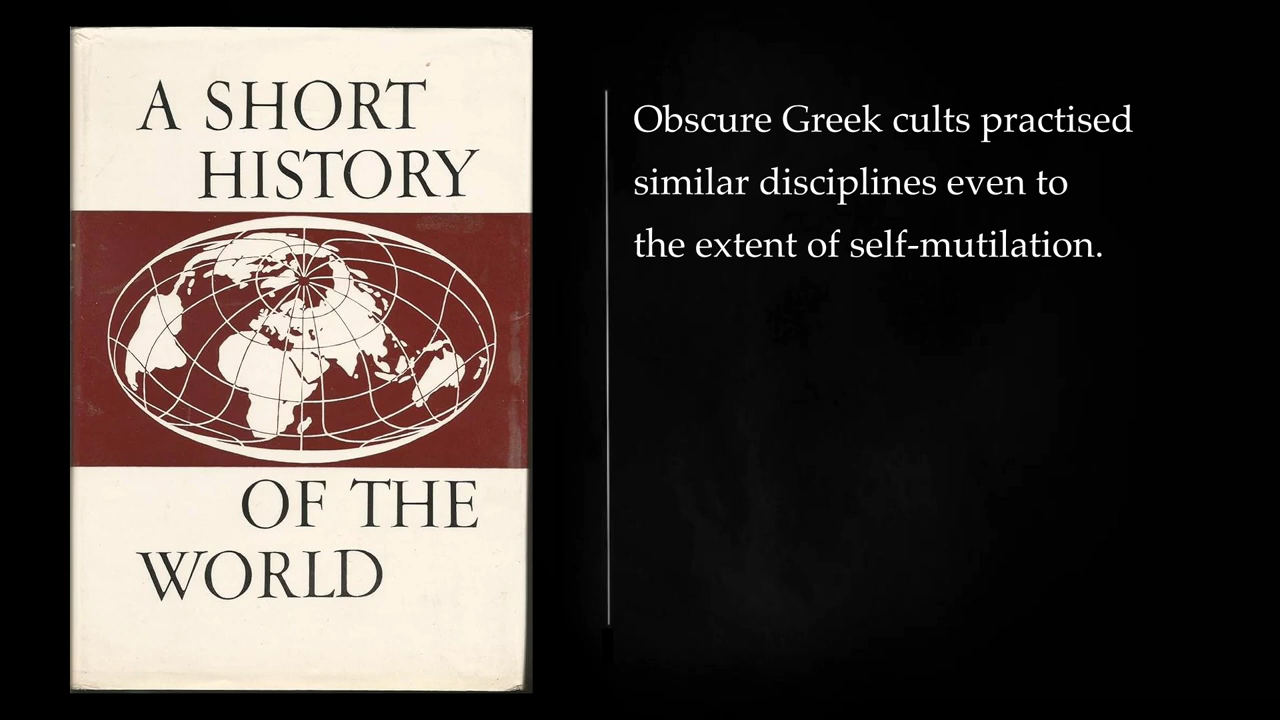 A SHORT
HISTORY
OF THE
WORLD
Obscure Greek cults practised
similar disciplines even to
the extent of self-mutilation.